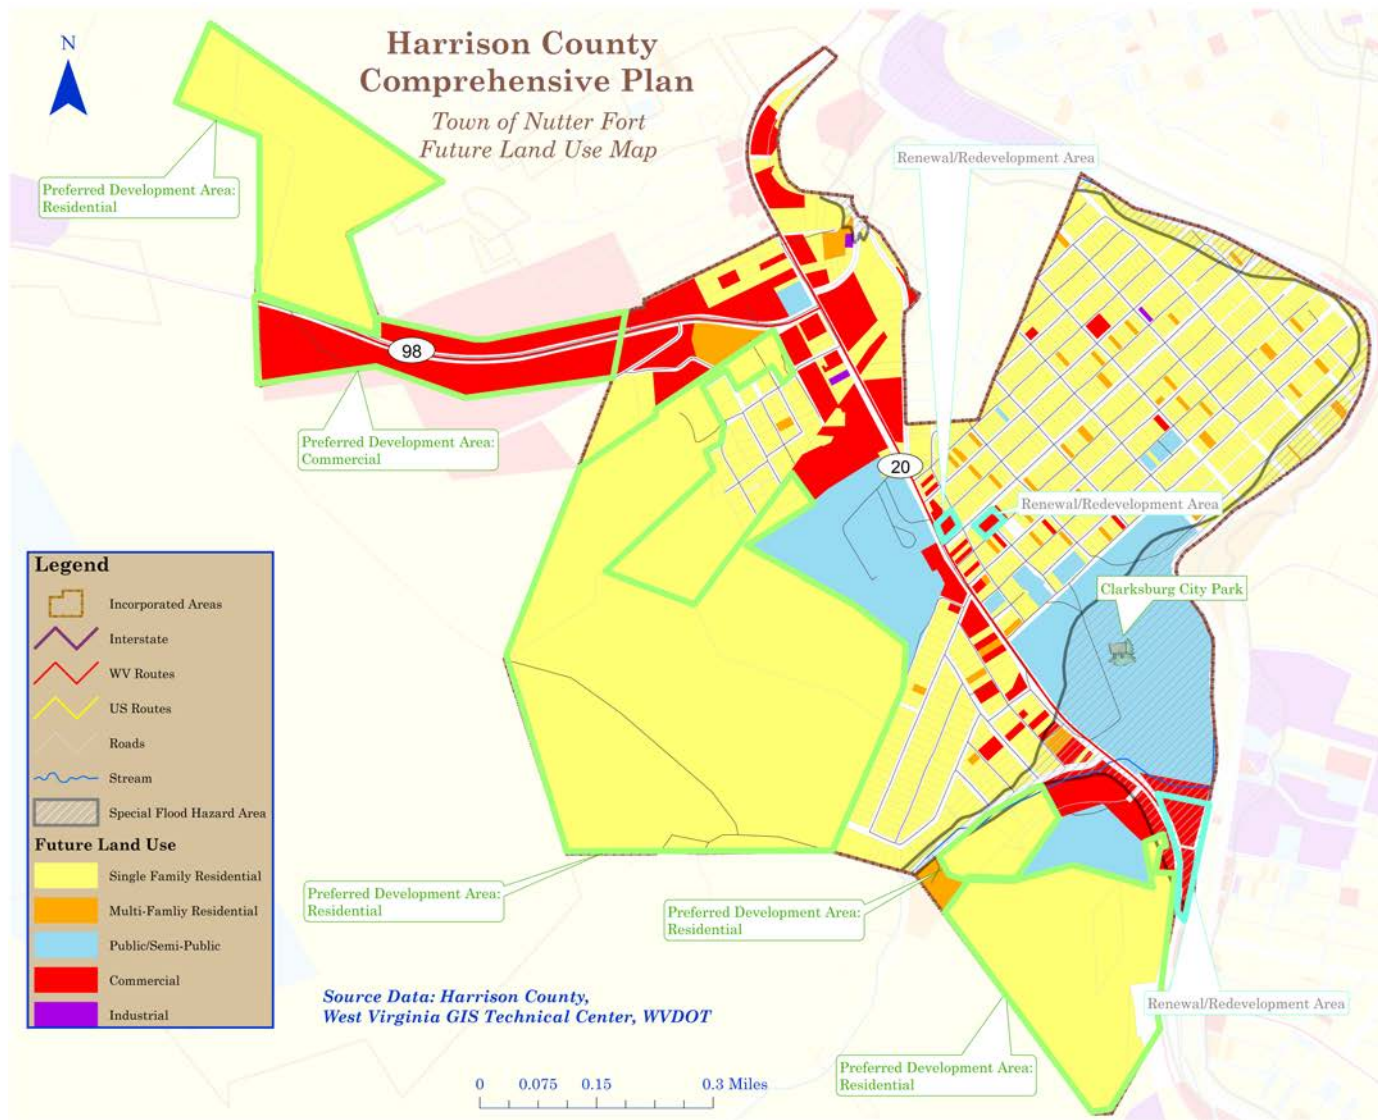 N
Harrison County
Comprehensive Plan
Town of Nutter Fort
Future Land Use Map
Renewal/Redevelopment Area
Preferred Development Area:
Residential
98
Preferred Development Area:
Commercial
20
Renewal/Redevelopment Area
Clarksburg City Park
Legend
Incorporated Areas
Interstate
WV Routes
US Routes
Roads
Stream
Special Flood Hazard Area
Future Land Use
Single Family Residential
Multi-Famliy Residential
Public/Semi-Public
Commercial
Industrial
Preferred Development Area:
Residential
Preferred Development Area:
Residential
Renewal/Redevelopment Area
Source Data: Harrison County,
West Virginia GIS Technical Center, WVDOT
Preferred Development Area:
Residential
0 0.075 0.15 0.3 Miles